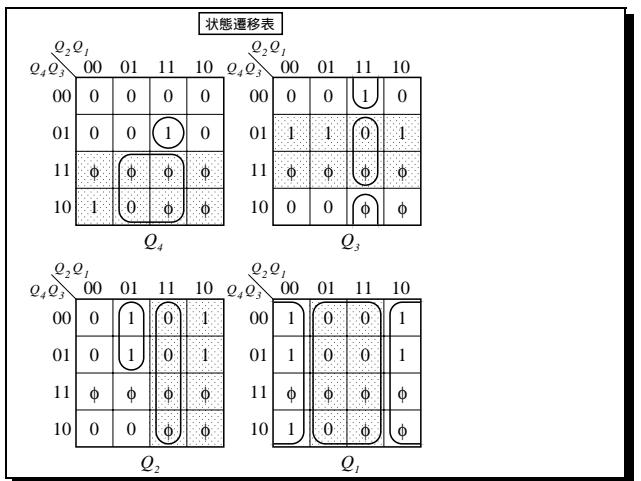 状態遷移表
Q2Q1 Q2Q1
Q4Q3 00 01 11 10 Q4Q3 00 01 11 10
00 0 0 0 0 00 0 0 1 0
01 0 0 1 0 01 1 1 0 1
11 ϕ ϕ ϕ ϕ 11 ϕ ϕ ϕ ϕ
10 1 0 ϕ ϕ 10 0 0 ϕ ϕ
Q4 Q3
Q2Q1 Q2Q1
Q4Q3 00 01 11 10 Q4Q3 00 01 11 10
00 0 1 0 1 00 1 0 0 1
01 0 1 0 1 01 1 0 0 1
11 ϕ ϕ ϕ ϕ 11 ϕ ϕ ϕ ϕ
10 0 0 ϕ ϕ 10 1 0 ϕ ϕ
Q2 Q1